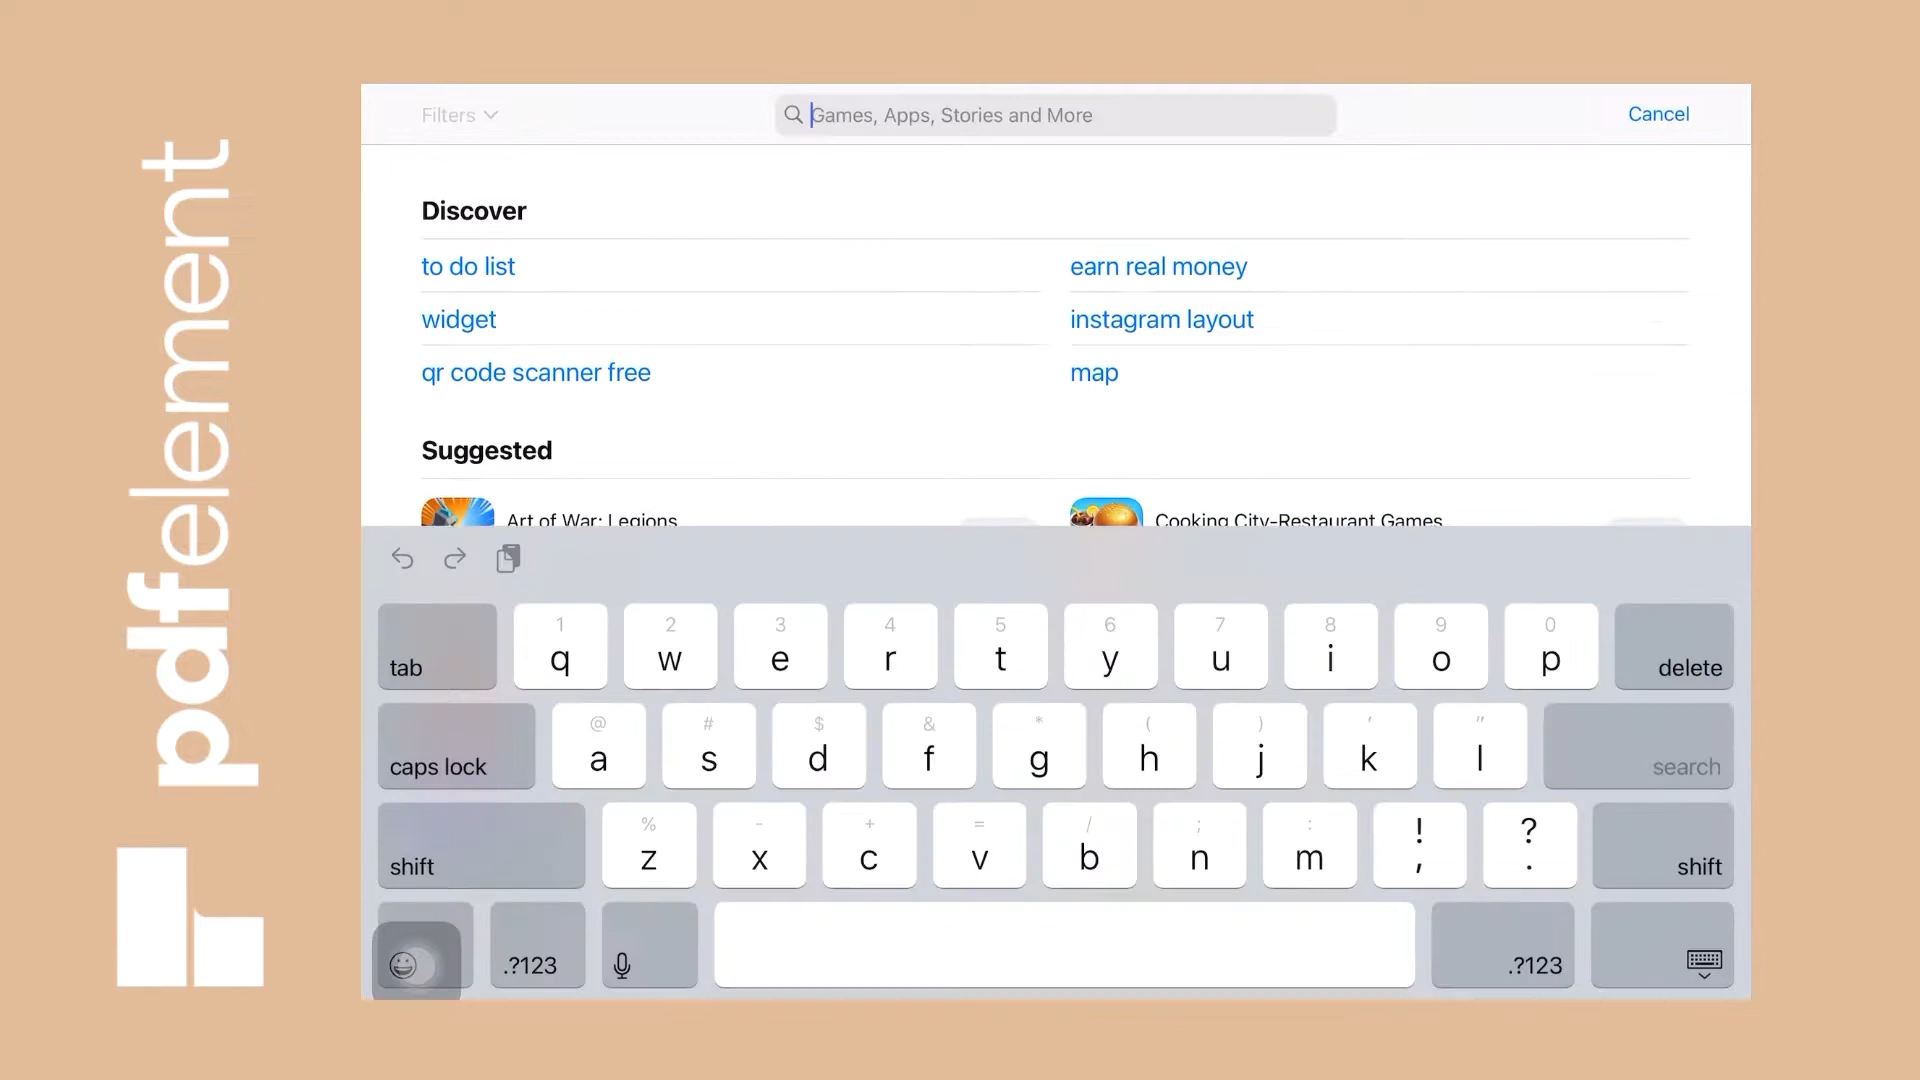 pdfelement
Filters
Games, Apps, Stories and More
Cancel
Discover
to do list
earn real money
widget
instagram layout
qr code scanner free
map
Suggested
Art of War: Legions
Cooking City-Restaurant Games
tab
1 2 3 4 5 6 7 8 9 0
q w e r t y u i o p
delete
caps lock
@ # $ & * ( ) ' "
a s d f g h j k l
search
shift
% - + = / ; : ! ?
z x c v b n m , .
shift
.?123
.?123